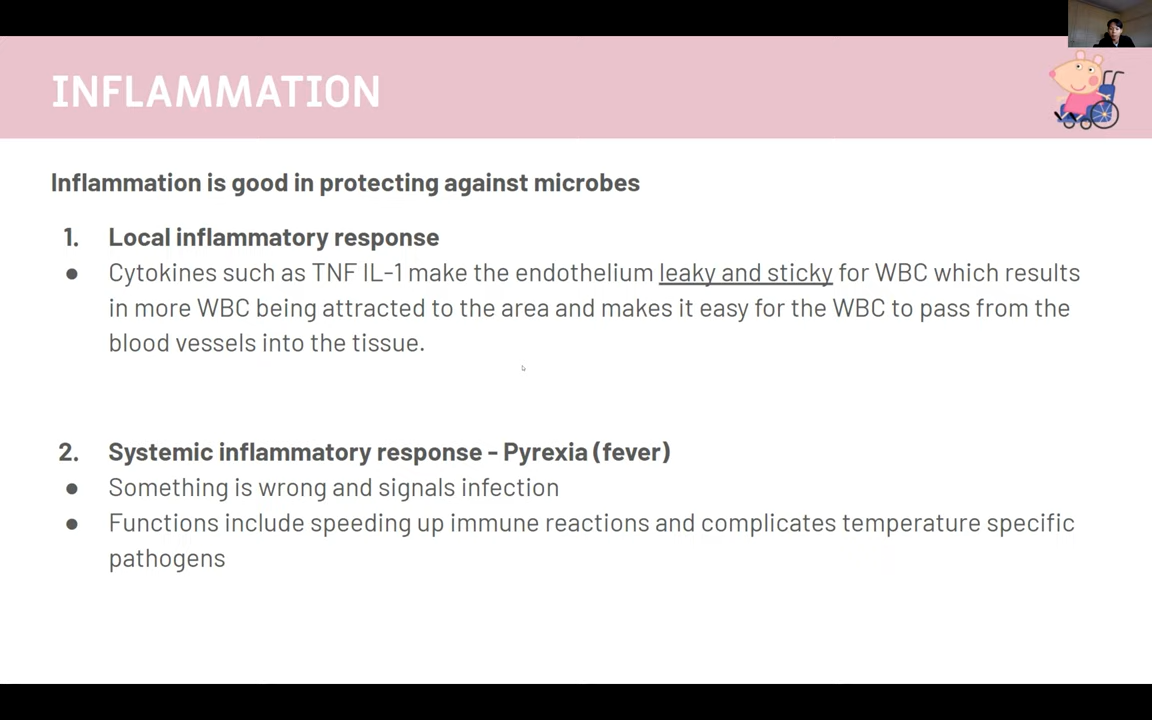 INFLAMMATION
Inflammation is good in protecting against microbes
1. Local inflammatory response
● Cytokines such as TNF IL-1 make the endothelium leaky and sticky for WBC which results
in more WBC being attracted to the area and makes it easy for the WBC to pass from the
blood vessels into the tissue.
2. Systemic inflammatory response - Pyrexia (fever)
● Something is wrong and signals infection
● Functions include speeding up immune reactions and complicates temperature specific
pathogens